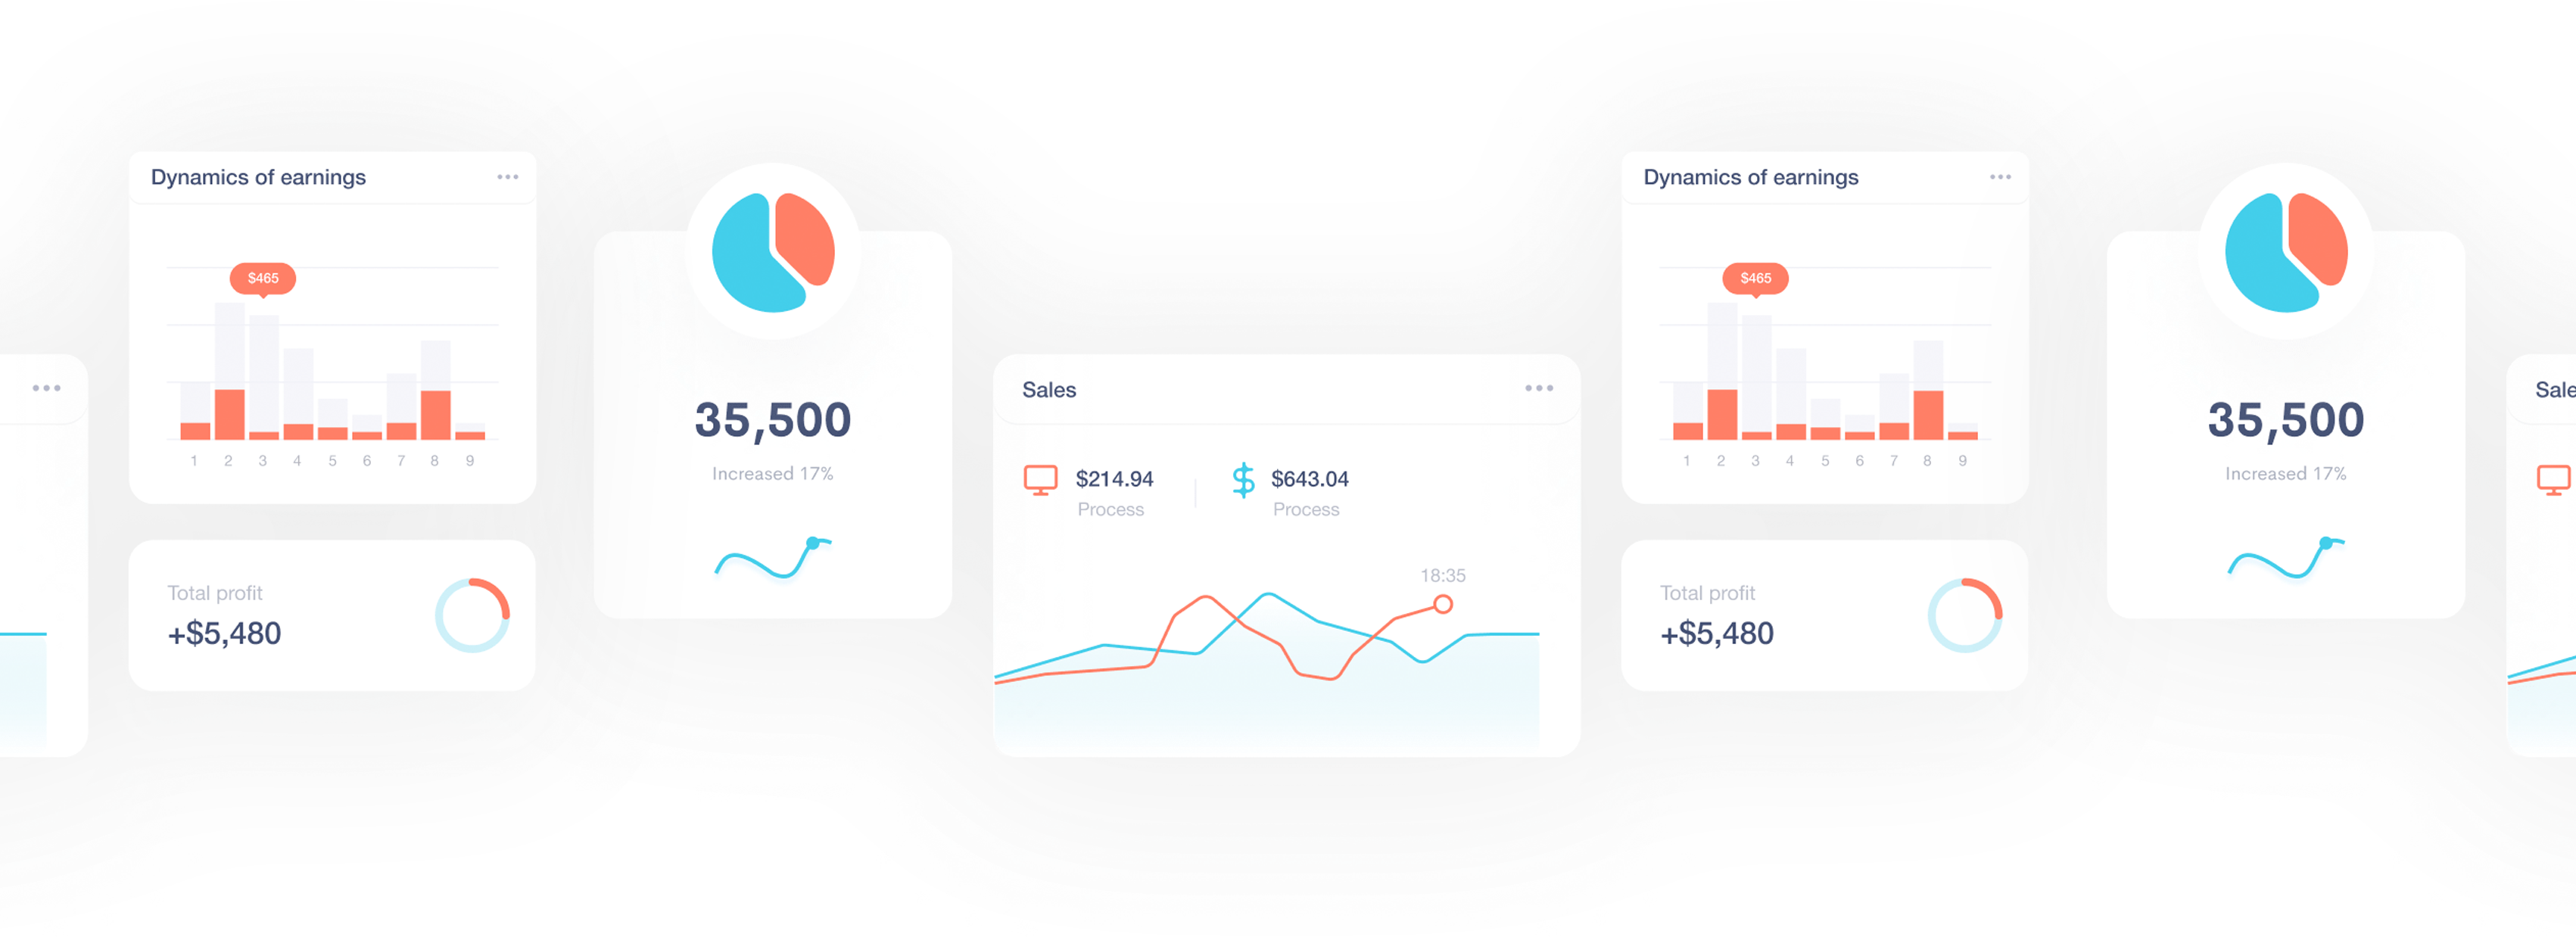 Dynamics of earnings
$465
1 2 3 4 5 6 7 8 9
Total profit
+$5,480
35,500
Increased 17%
Sales
$214.94
Process
$643.04
Process
18:35
Dynamics of earnings
$465
1 2 3 4 5 6 7 8 9
Total profit
+$5,480
35,500
Increased 17%
Sale